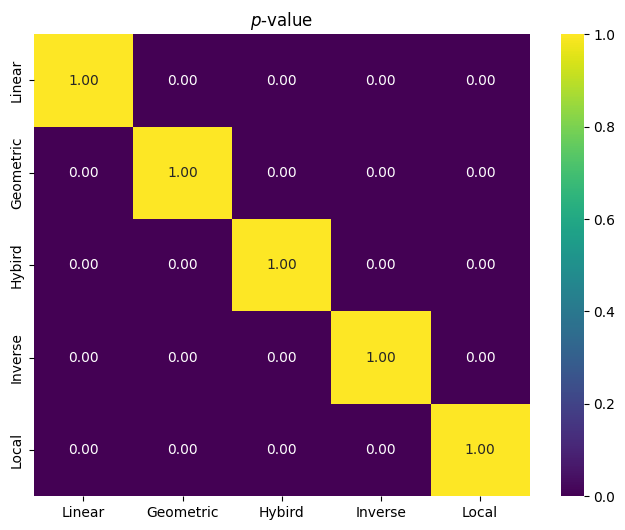 p-value
Linear 1.00 0.00 0.00 0.00 0.00
Geometric 0.00 1.00 0.00 0.00 0.00
Hybird 0.00 0.00 1.00 0.00 0.00
Inverse 0.00 0.00 0.00 1.00 0.00
Local 0.00 0.00 0.00 0.00 1.00
Linear Geometric Hybird Inverse Local
1.0
0.8
0.6
0.4
0.2
0.0